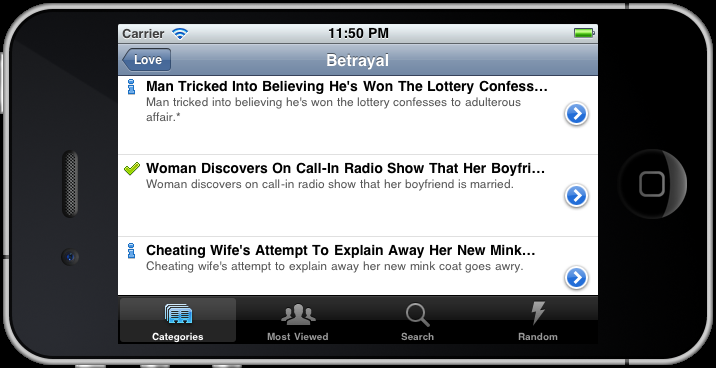 Carrier 11:50 PM
Love Betrayal
Man Tricked Into Believing He's Won The Lottery Confess...
Man tricked into believing he's won the lottery confesses to adulterous
affair.*
Woman Discovers On Call-In Radio Show That Her Boyfri...
Woman discovers on call-in radio show that her boyfriend is married.
Cheating Wife's Attempt To Explain Away Her New Mink...
Cheating wife's attempt to explain away her new mink coat goes awry.
Categories Most Viewed Search Random